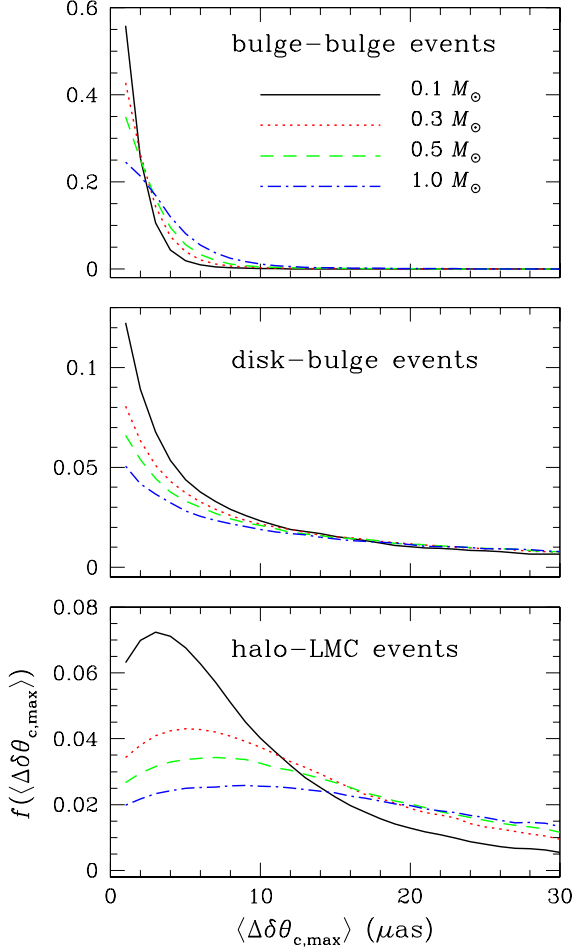 0.6
bulge−bulge events
0.1 M⊙
0.4
0.3 M⊙
0.5 M⊙
0.2
1.0 M⊙
0
0.1
disk−bulge events
0.05
0
0.08
halo−LMC events
0.06
0.04
0.02
0
f(⟨Δδθc,max⟩)
0 10 20 30
⟨Δδθc,max⟩ (μas)